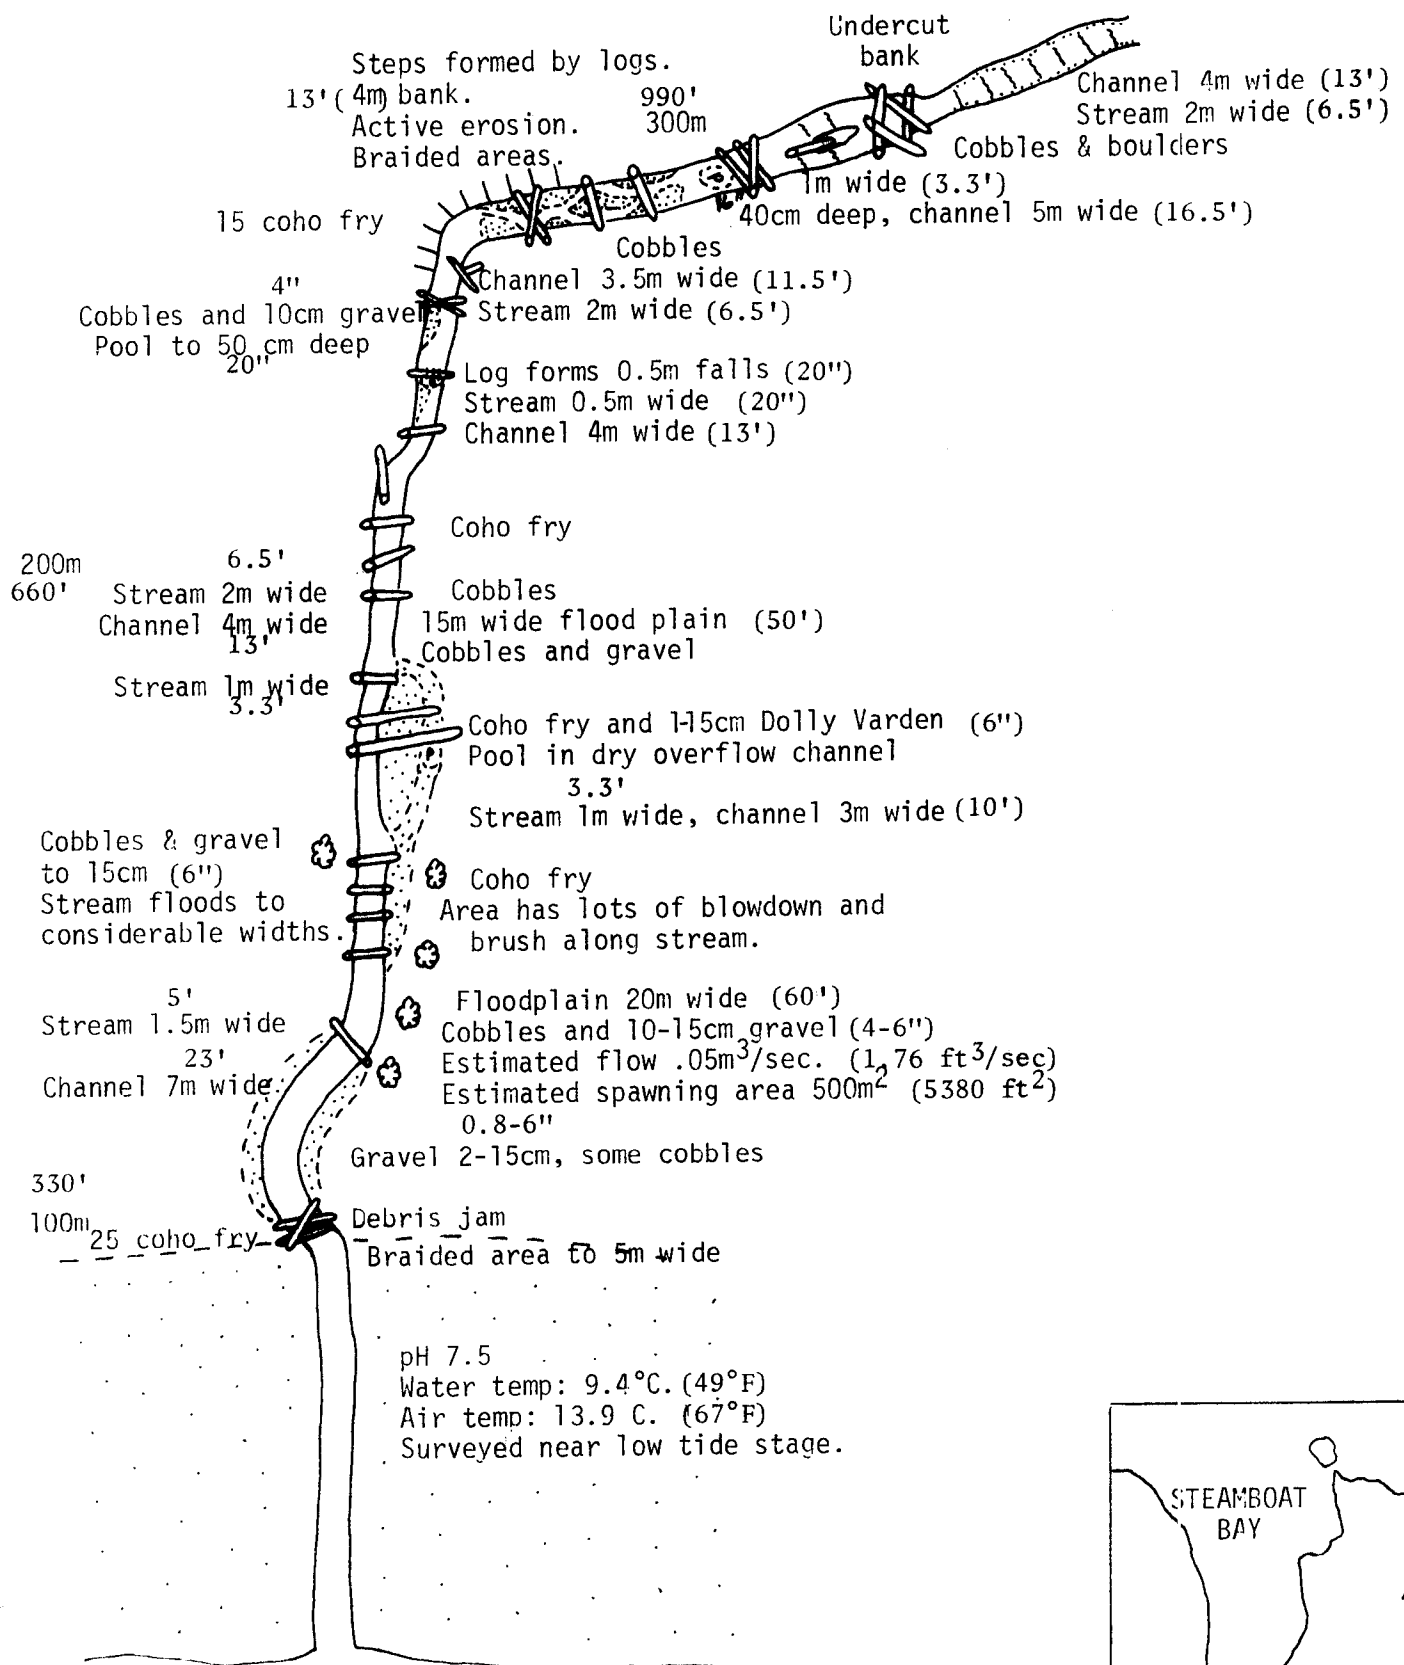 Undercut
bank
Steps formed by logs.
13' (4m) bank.
Active erosion.
Braided areas.
990'
300m
Channel 4m wide (13')
Stream 2m wide (6.5')
Cobbles & boulders
1m wide (3.3')
40cm deep, channel 5m wide (16.5')
15 coho fry
Cobbles
Channel 3.5m wide (11.5')
Stream 2m wide (6.5')
4"
Cobbles and 10cm gravel
Pool to 50 cm deep
20"
Log forms 0.5m falls (20")
Stream 0.5m wide (20")
Channel 4m wide (13')
Coho fry
200m
660'
6.5'
Stream 2m wide
Channel 4m wide
13'
Cobbles
15m wide flood plain (50')
Cobbles and gravel
Stream 1m wide
3.3'
Coho fry and 1-15cm Dolly Varden (6")
Pool in dry overflow channel
3.3'
Stream 1m wide, channel 3m wide (10')
Cobbles & gravel
to 15cm (6")
Stream floods to
considerable widths.
Coho fry
Area has lots of blowdown and
brush along stream.
5'
Stream 1.5m wide
23'
Channel 7m wide
Floodplain 20m wide (60')
Cobbles and 10-15cm gravel (4-6")
Estimated flow .05m³/sec. (1.76 ft³/sec)
Estimated spawning area 500m² (5380 ft²)
0.8-6"
Gravel 2-15cm, some cobbles
330'
100m
25 coho fry
Debris jam
Braided area to 5m wide
pH 7.5
Water temp: 9.4°C. (49°F)
Air temp: 13.9 C. (67°F)
Surveyed near low tide stage.
STEAMBOAT
BAY